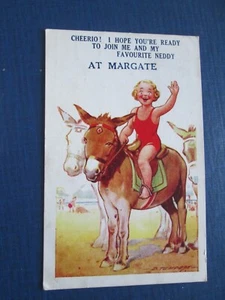 CHEERIO! I HOPE YOU'RE READY
TO JOIN ME AND MY
FAVOURITE NEDDY
AT MARGATE